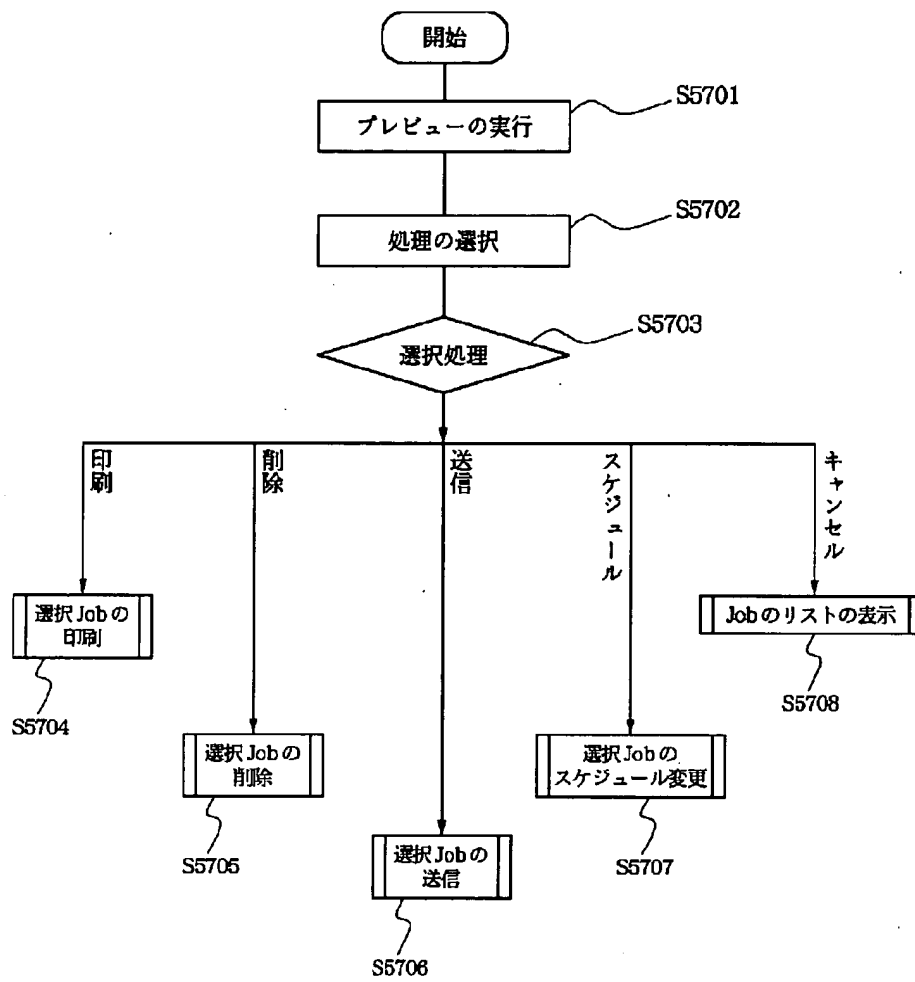 開始
プレビューの実行
S5701
処理の選択
S5702
選択処理
S5703
印刷
削除
送信
スケジュール
キャンセル
選択Jobの
印刷
S5704
選択Jobの
削除
S5705
選択Jobの
送信
S5706
選択Jobの
スケジュール変更
S5707
Jobのリストの表示
S5708